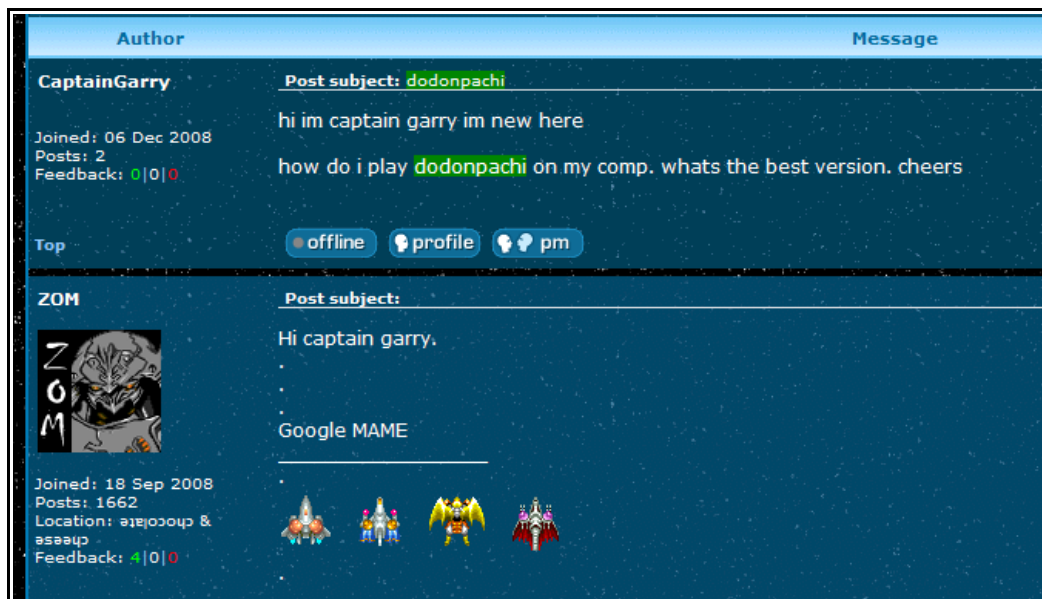 Author Message
CaptainGarry
Joined: 06 Dec 2008
Posts: 2
Feedback: 0|0|0
Top
Post subject: dodonpachi
hi im captain garry im new here
how do i play dodonpachi on my comp. whats the best version. cheers
offline profile pm
ZOM
ZOM
Joined: 18 Sep 2008
Posts: 1662
Location: ǝʇɐןoɔoɥɔ &
ǝsǝǝɥɔ
Feedback: 4|0|0
Post subject:
Hi captain garry.
.
.
.
Google MAME
.
.